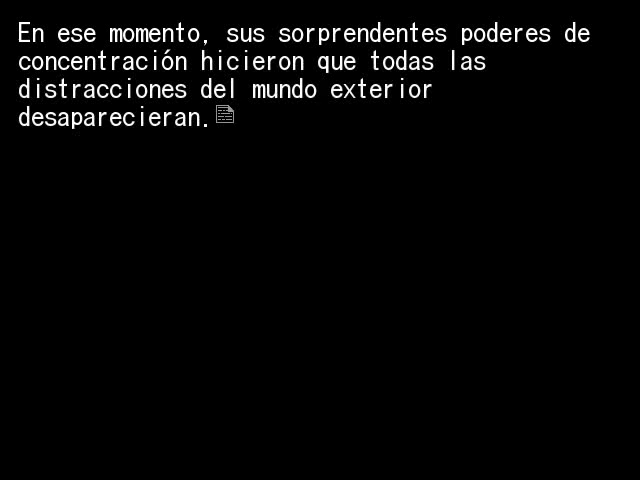 En ese momento, sus sorprendentes poderes de
concentración hicieron que todas las
distracciones del mundo exterior
desaparecieran.